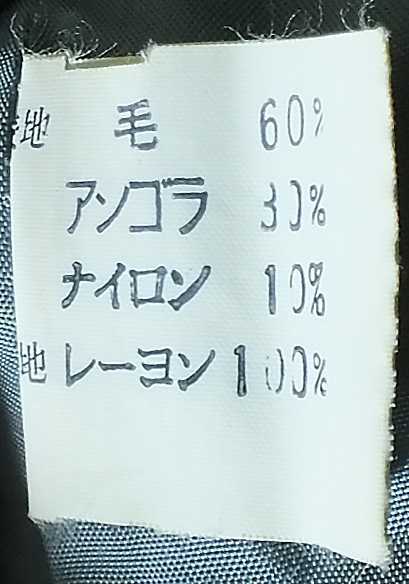 表地 毛 60%
アンゴラ 30%
ナイロン 10%
地 レーヨン 100%